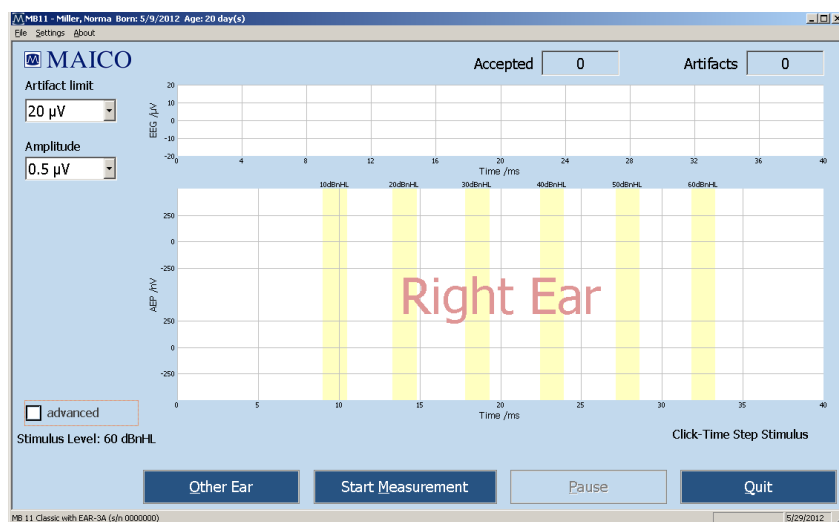 MB11 - Miller, Norma Born: 5/9/2012 Age: 20 day(s)
File Settings About
MAICO
Accepted 0 Artifacts 0
Artifact limit
20 µV
Amplitude
0.5 µV
EEG /µV
20
10
0
-10
-20
0 4 8 12 16 20 24 28 32 36 40
Time /ms
10dBnHL 20dBnHL 30dBnHL 40dBnHL 50dBnHL 60dBnHL
AEP /nV
250
0
-250
250
0
-250
Right Ear
0 5 10 15 20 25 30 35 40
Time /ms
advanced
Stimulus Level: 60 dBnHL
Click-Time Step Stimulus
Other Ear Start Measurement Pause Quit
MB 11 Classic with EAR-3A (s/n 0000000) 5/29/2012